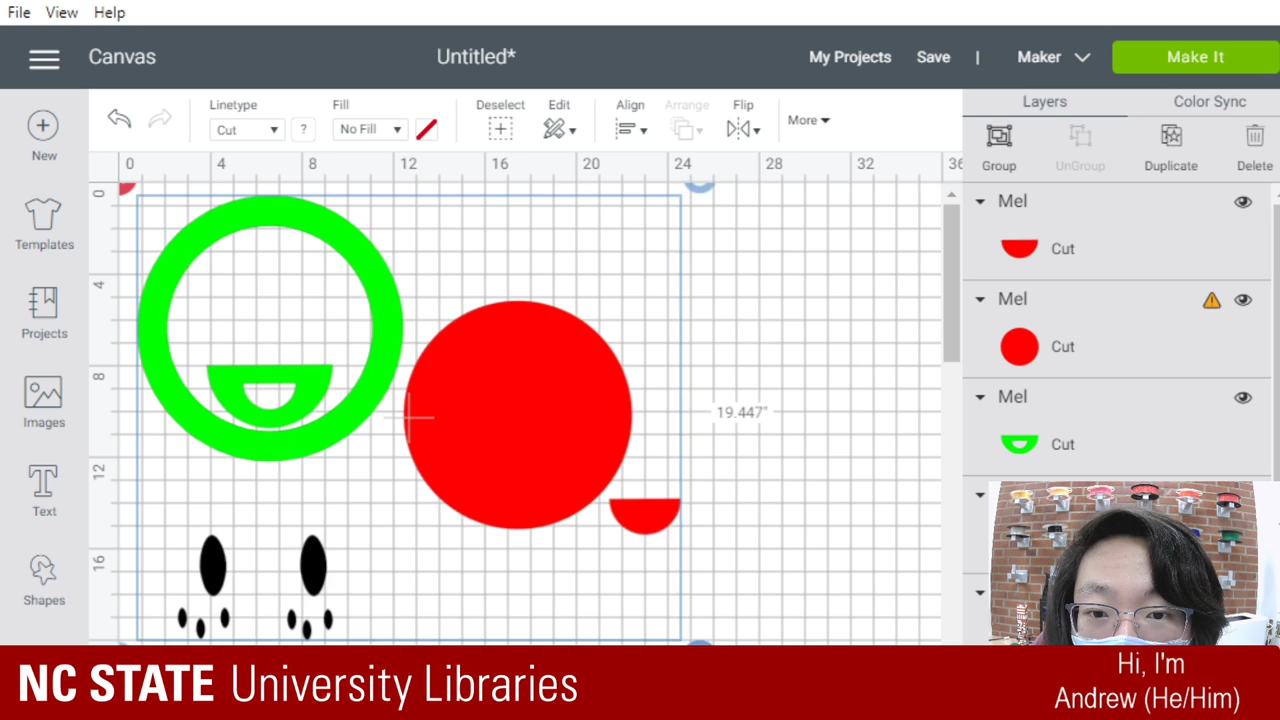 File View Help
Canvas
Untitled*
My Projects Save | Maker Make It
Linetype Fill Deselect Edit Align Arrange Flip
Cut ? No Fill More
Layers Color Sync
Group UnGroup Duplicate Delete
New
Templates
Projects
Images
Text
Shapes
0 4 8 12 16 20 24 28 32 36
0
4
8
12
16
19.447"
Mel
Cut
Mel
Cut
Mel
Cut
NC STATE University Libraries
Hi, I'm
Andrew (He/Him)